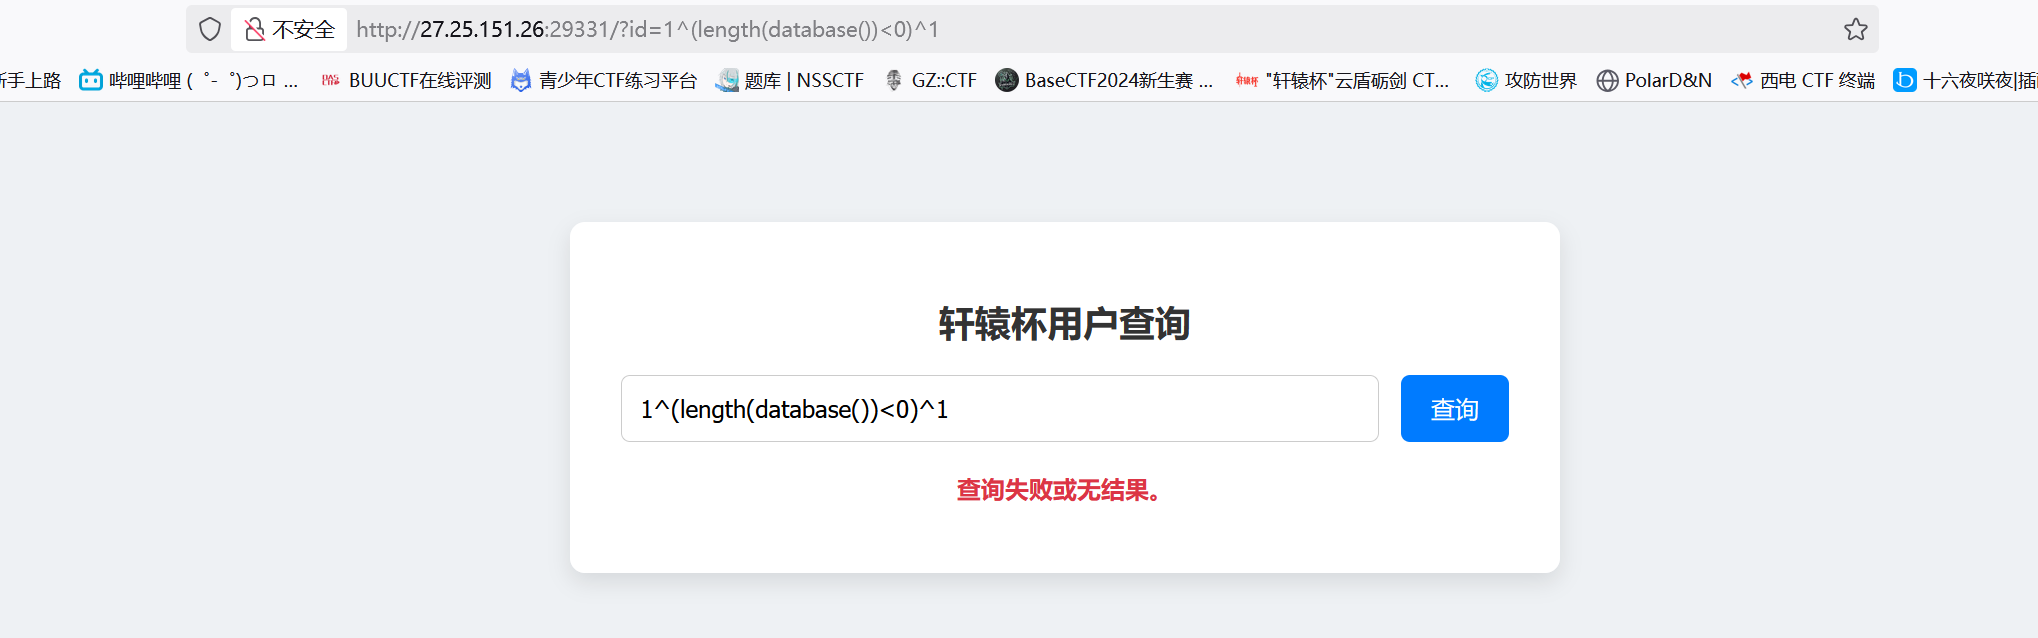 不安全 http://27.25.151.26:29331/?id=1^(length(database())<0)^1
新手上路 哔哩哔哩 ( ゜- ゜)つロ ... BUUCTF在线评测 青少年CTF练习平台 题库 | NSSCTF GZ::CTF BaseCTF2024新生赛 ... "轩辕杯"云盾砺剑 CT... 攻防世界 PolarD&N 西电 CTF 终端 十六夜咲夜|插
轩辕杯用户查询
1^(length(database())<0)^1 查询
查询失败或无结果。